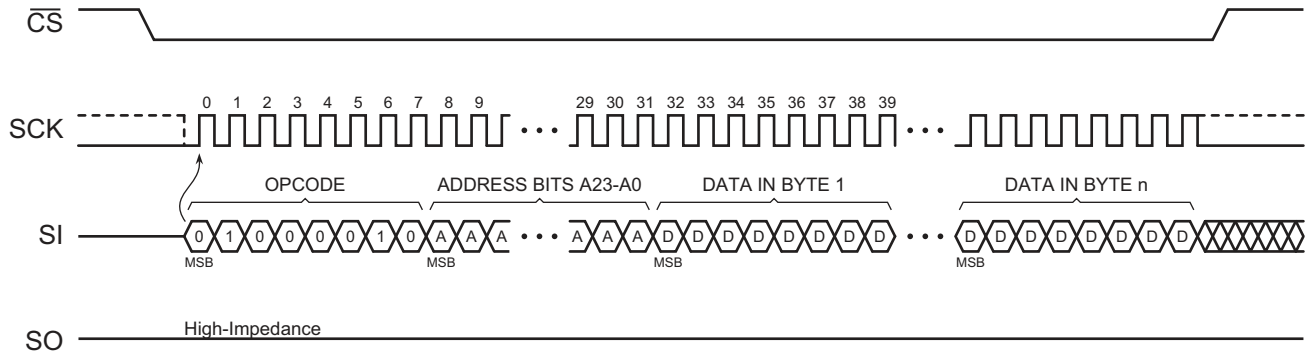 CS
SCK
0 1 2 3 4 5 6 7 8 9 29 30 31 32 33 34 35 36 37 38 39
OPCODE ADDRESS BITS A23-A0 DATA IN BYTE 1 DATA IN BYTE n
SI
0 1 0 0 0 0 1 0 A A A A A A D D D D D D D D D D D D D D D D
MSB MSB MSB MSB
High-Impedance
SO